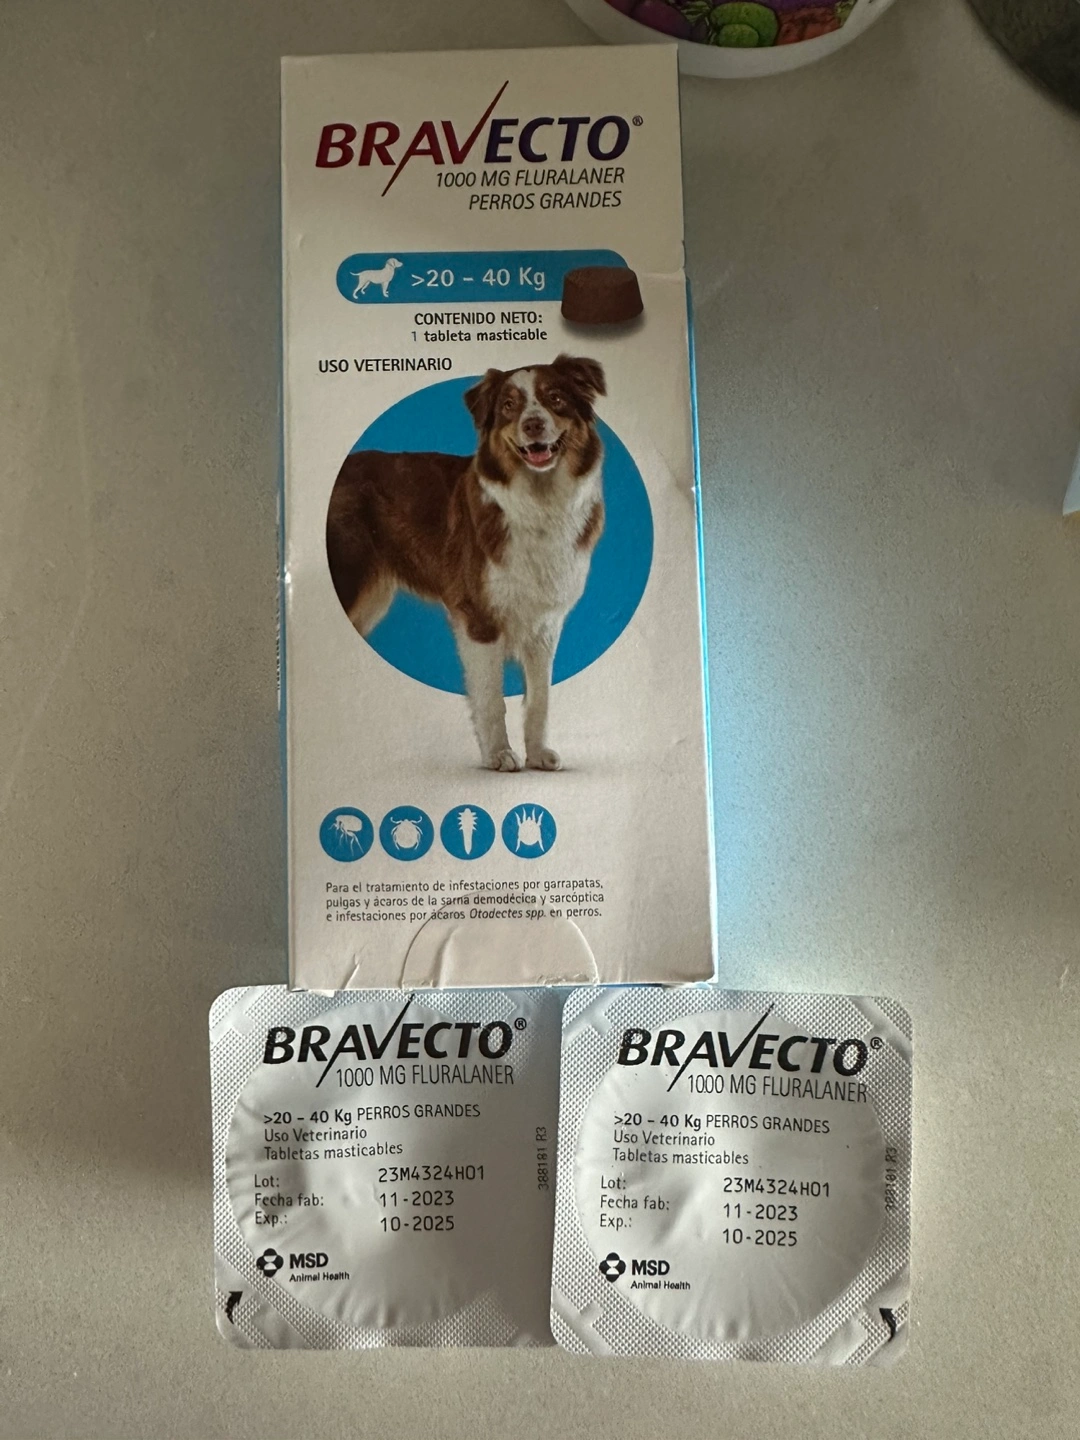 BRAVECTO®
1000 MG FLURALANER
PERROS GRANDES
>20 - 40 Kg
CONTENIDO NETO:
1 tableta masticable
USO VETERINARIO
Para el tratamiento de infestaciones por garrapatas,
pulgas y ácaros de la sarna demodécica y sarcóptica
e infestaciones por ácaros Otodectes spp. en perros.
BRAVECTO®
1000 MG FLURALANER
>20 - 40 Kg PERROS GRANDES
Uso Veterinario
Tabletas masticables
Lot: 23M4324H01
Fecha fab: 11-2023
Exp.: 10-2025
MSD
Animal Health
388181 R3
BRAVECTO®
1000 MG FLURALANER
>20 - 40 Kg PERROS GRANDES
Uso Veterinario
Tabletas masticables
Lot: 23M4324H01
Fecha fab: 11-2023
Exp.: 10-2025
MSD
Animal Health
388181 R3